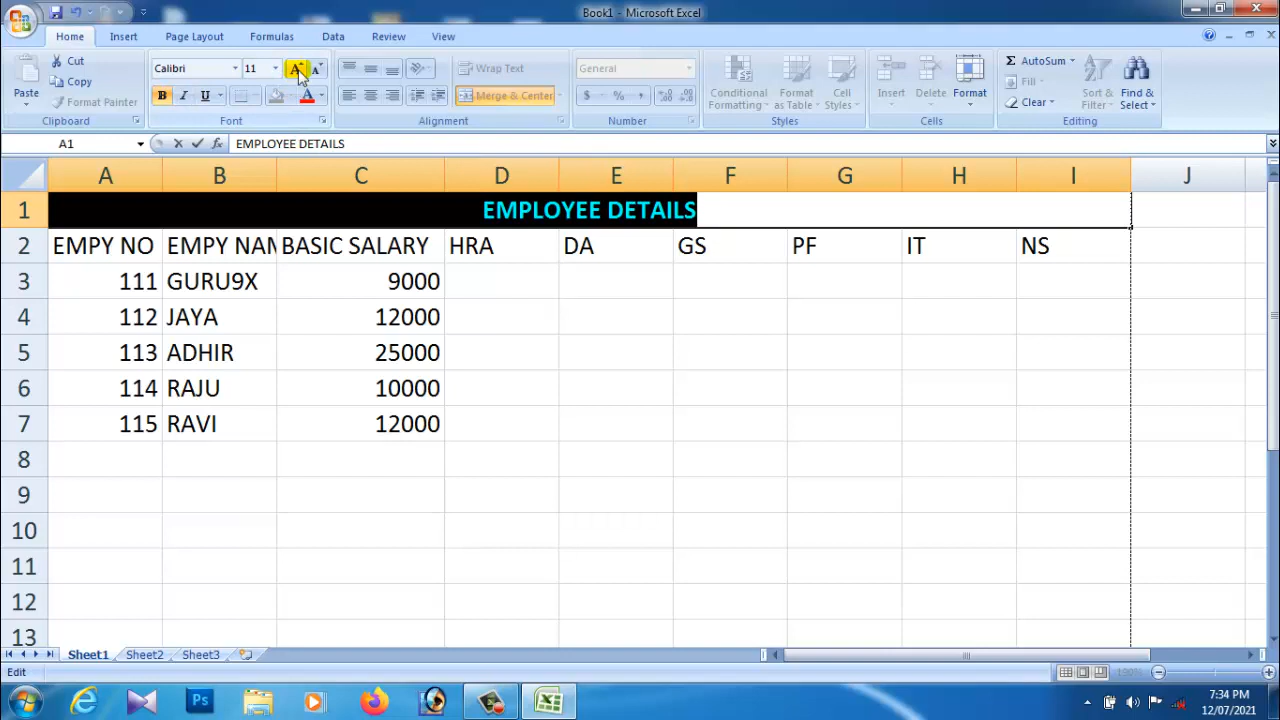 Book1 - Microsoft Excel
Home Insert Page Layout Formulas Data Review View
Paste
Cut
Copy
Format Painter
Clipboard
Calibri 11
B I U
Font
Wrap Text
Merge & Center
Alignment
General
$ % ,
Number
Conditional Formatting
Format as Table
Cell Styles
Styles
Insert Delete Format
Cells
Σ AutoSum
Fill
Clear
Sort & Filter
Find & Select
Editing
A1 fx EMPLOYEE DETAILS
A B C D E F G H I J
1 EMPLOYEE DETAILS
2 EMPY NO EMPY NAM BASIC SALARY HRA DA GS PF IT NS
3 111 GURU9X 9000
4 112 JAYA 12000
5 113 ADHIR 25000
6 114 RAJU 10000
7 115 RAVI 12000
8
9
10
11
12
13
Sheet1 Sheet2 Sheet3
Edit 190%
Ps
7:34 PM
12/07/2021